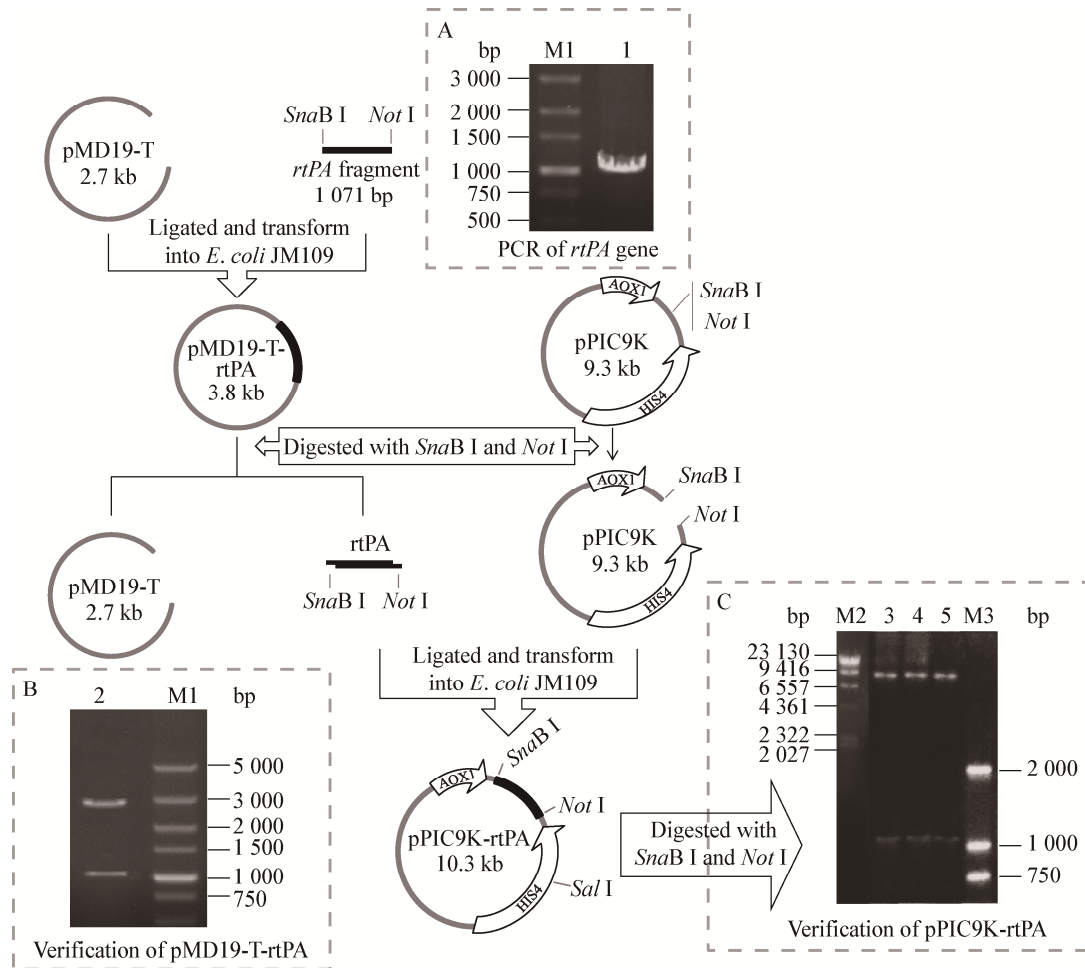 A
bp M1 1
3 000
2 000
1 500
1 000
750
500
PCR of rtPA gene
pMD19-T
2.7 kb
SnaB I Not I
rtPA fragment
1 071 bp
Ligated and transform
into E. coli JM109
pMD19-T-
rtPA
3.8 kb
AOX1
SnaB I
Not I
pPIC9K
9.3 kb
HIS4
Digested with SnaB I and Not I
AOX1
SnaB I
Not I
pPIC9K
9.3 kb
HIS4
pMD19-T
2.7 kb
rtPA
SnaB I Not I
Ligated and transform
into E. coli JM109
B
2 M1 bp
5 000
3 000
2 000
1 500
1 000
750
Verification of pMD19-T-rtPA
AOX1
SnaB I
Not I
pPIC9K-rtPA
10.3 kb
HIS4
Sal I
Digested with
SnaB I and Not I
C
bp M2 3 4 5 M3 bp
23 130
9 416
6 557
4 361
2 322
2 027
2 000
1 000
750
Verification of pPIC9K-rtPA